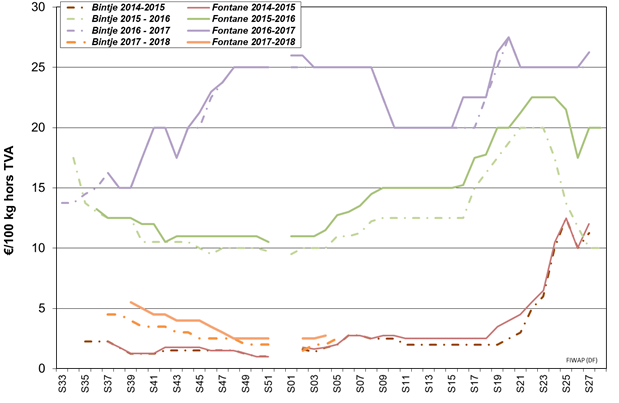 30
25
20
15
10
5
0
€/100 kg hors TVA
Bintje 2014-2015 Fontane 2014-2015
Bintje 2015 - 2016 Fontane 2015-2016
Bintje 2016 - 2017 Fontane 2016-2017
Bintje 2017 - 2018 Fontane 2017-2018
FIWAP (DF)
S33 S35 S37 S39 S41 S43 S45 S47 S49 S51 S01 S03 S05 S07 S09 S11 S13 S15 S17 S19 S21 S23 S25 S27